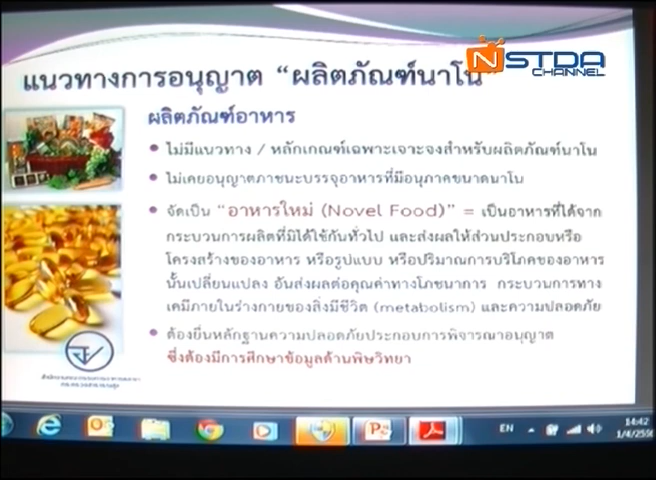 NSTDA
CHANNEL
แนวทางการอนุญาต “ผลิตภัณฑ์นาโน
ผลิตภัณฑ์อาหาร
ไม่มีแนวทาง / หลักเกณฑ์เฉพาะเจาะจงสำหรับผลิตภัณฑ์นาโน
ไม่เคยอนุญาตภาชนะบรรจุอาหารที่มีอนุภาคขนาดนาโน
จัดเป็น “อาหารใหม่ (Novel Food)” = เป็นอาหารที่ได้จาก
กระบวนการผลิตที่มิได้ใช้กันทั่วไป และส่งผลให้ส่วนประกอบหรือ
โครงสร้างของอาหาร หรือรูปแบบ หรือปริมาณการบริโภคของอาหาร
นั้นเปลี่ยนแปลง อันส่งผลต่อคุณค่าทางโภชนาการ กระบวนการทาง
เคมีภายในร่างกายของสิ่งมีชีวิต (metabolism) และความปลอดภัย
ต้องยื่นหลักฐานความปลอดภัยประกอบการพิจารณาอนุญาต
ซึ่งต้องมีการศึกษาข้อมูลด้านพิษวิทยา
EN
14:42